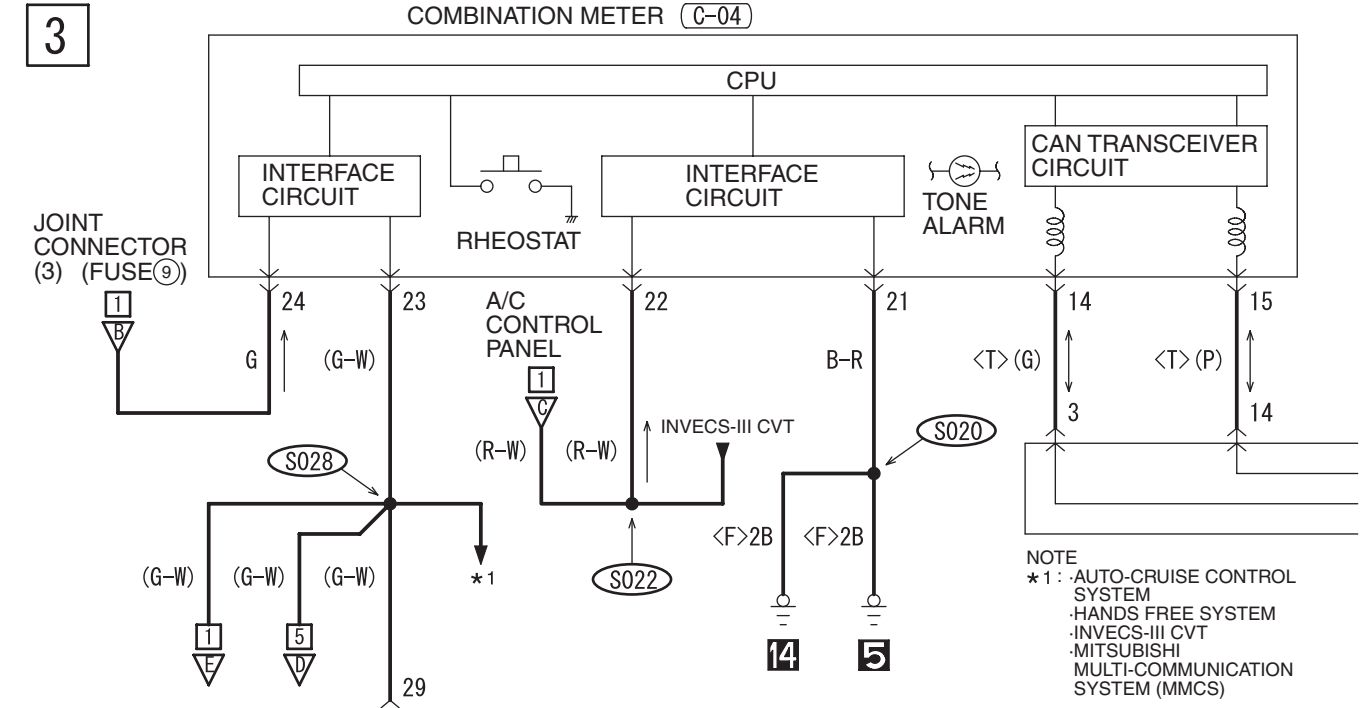 3
COMBINATION METER (C-04)
CPU
INTERFACE
CIRCUIT
RHEOSTAT
INTERFACE
CIRCUIT
TONE
ALARM
CAN TRANSCEIVER
CIRCUIT
JOINT
CONNECTOR
(3) (FUSE⑨)
1
B
24
23
A/C
CONTROL
PANEL
1
C
22
21
14
15
G
(G-W)
B-R
<T>(G)
<T>(P)
3
14
(R-W)
(R-W)
INVECS-III CVT
S028
S020
S022
(G-W)
(G-W)
(G-W)
*1
<F>2B
<F>2B
1
E
5
D
29
14
5
NOTE
*1: ·AUTO-CRUISE CONTROL
SYSTEM
·HANDS FREE SYSTEM
·INVECS-III CVT
·MITSUBISHI
MULTI-COMMUNICATION
SYSTEM (MMCS)